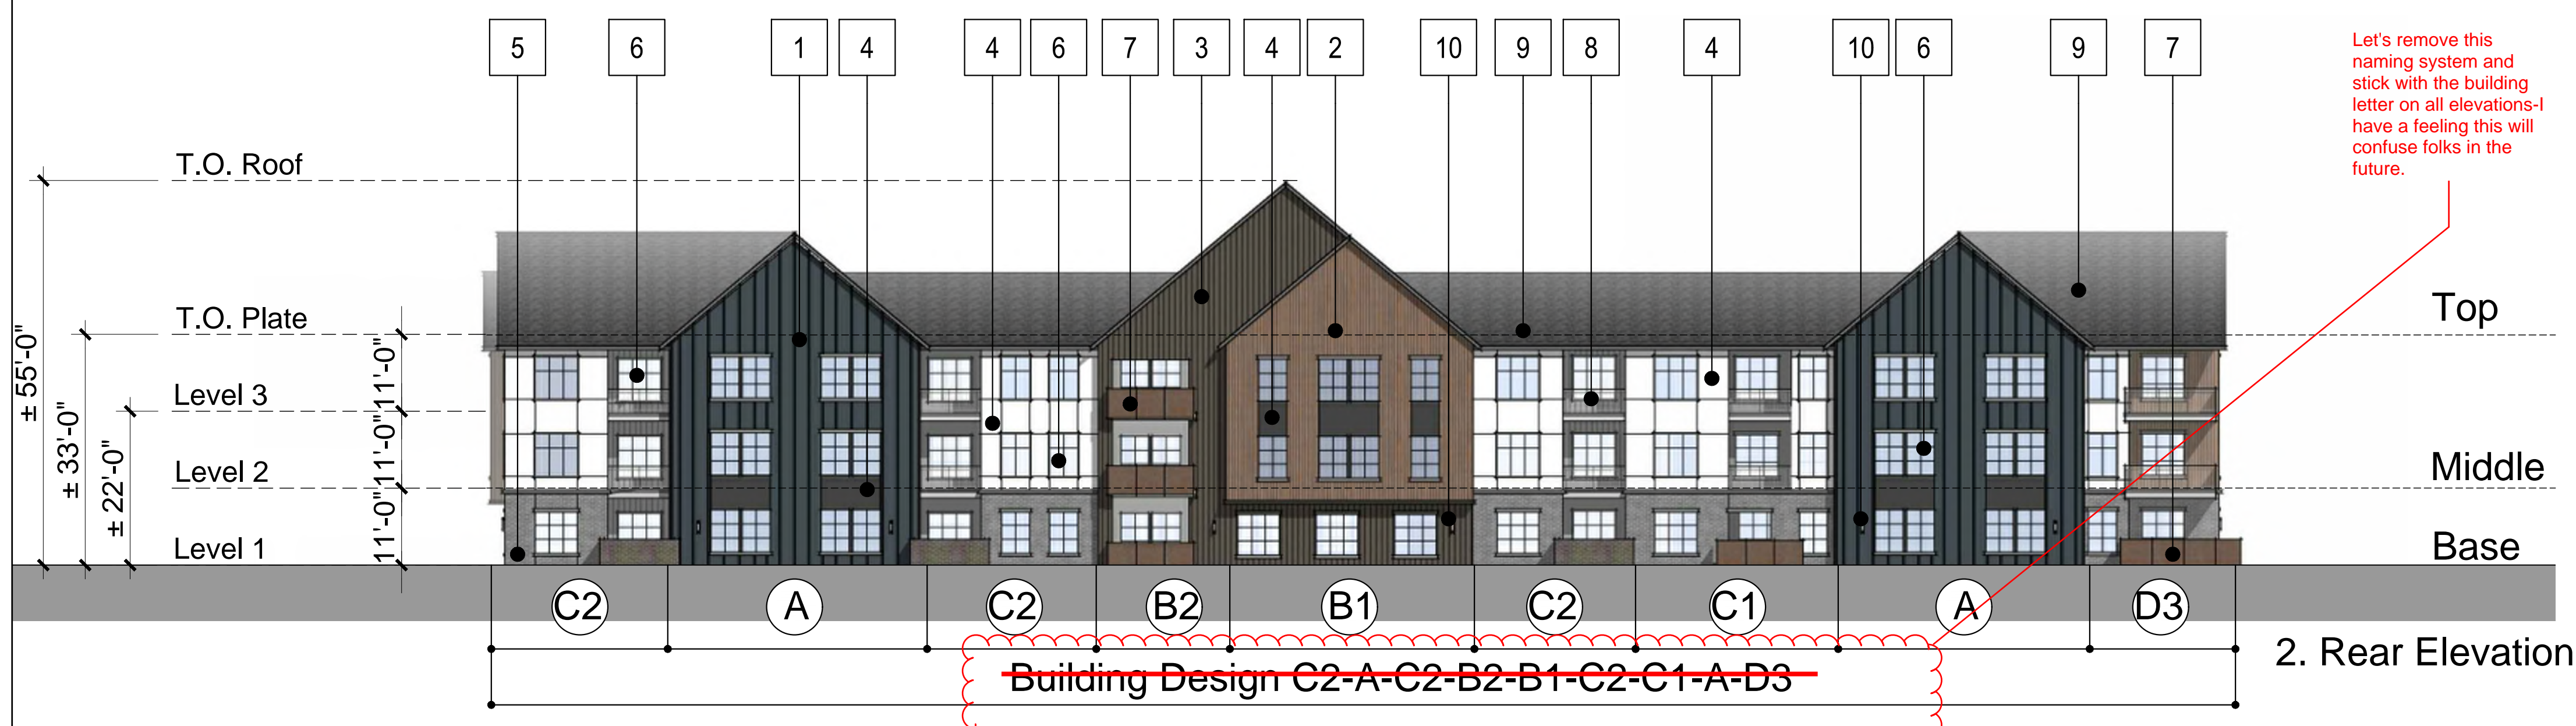 5 6 1 4 4 6 7 3 4 2 10 9 8 4 10 6 9 7
Let's remove this
naming system and
stick with the building
letter on all elevations-I
have a feeling this will
confuse folks in the
future.
T.O. Roof
T.O. Plate
Top
Level 3
Level 2
Middle
Level 1
Base
± 55'-0"
± 33'-0"
± 22'-0"
11'-0"
11'-0"
11'-0"
C2 A C2 B2 B1 C2 C1 A D3
2. Rear Elevation
Building Design C2-A-C2-B2-B1-C2-C1-A-D3